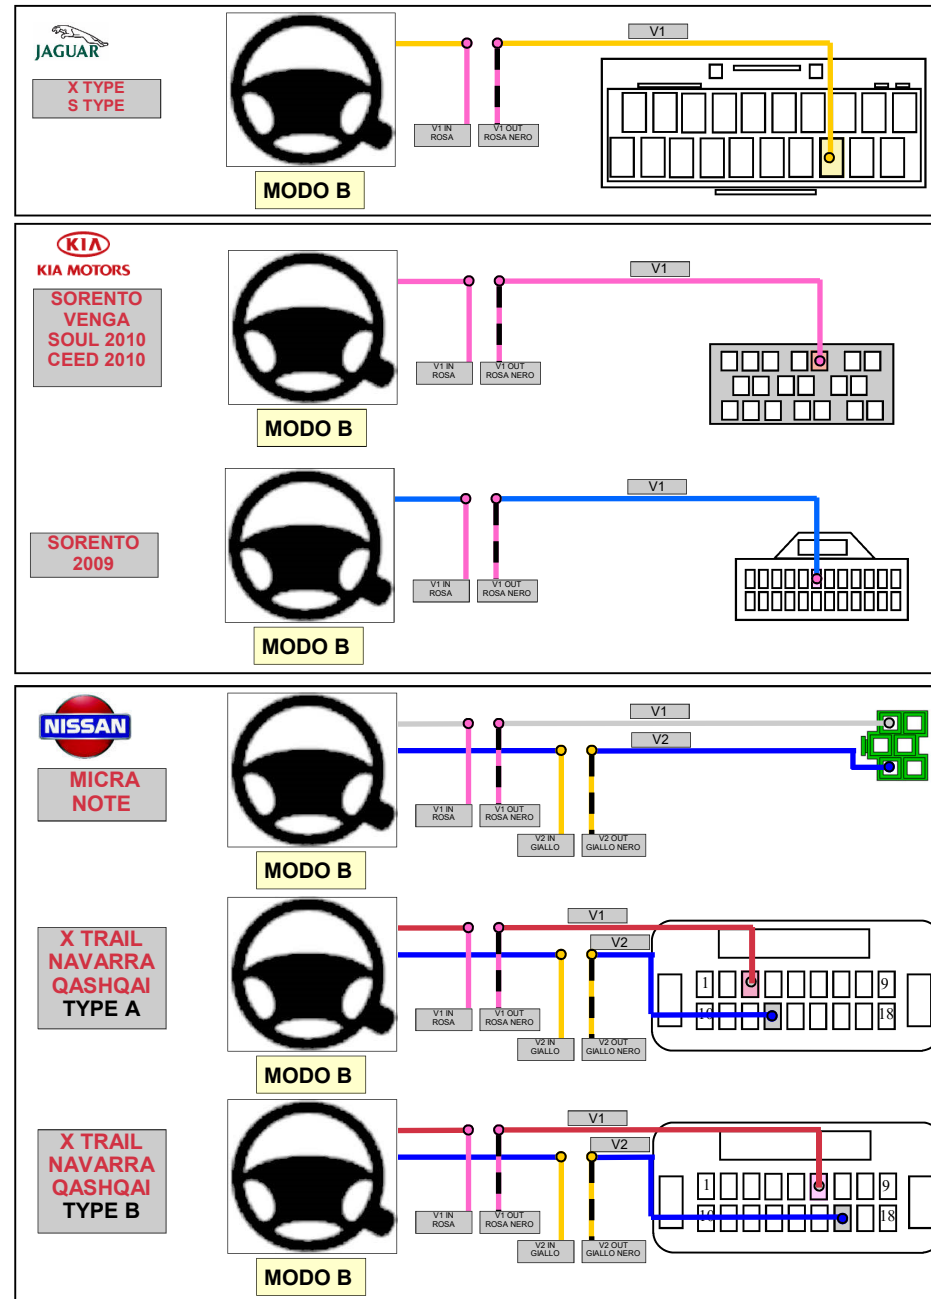 JAGUAR
X TYPE
S TYPE
MODO B
V1 IN
ROSA
V1 OUT
ROSA NERO
V1
KIA
KIA MOTORS
SORENTO
VENGA
SOUL 2010
CEED 2010
MODO B
V1 IN
ROSA
V1 OUT
ROSA NERO
V1
SORENTO
2009
MODO B
V1 IN
ROSA
V1 OUT
ROSA NERO
V1
NISSAN
MICRA
NOTE
MODO B
V1 IN
ROSA
V1 OUT
ROSA NERO
V2 IN
GIALLO
V2 OUT
GIALLO NERO
V1
V2
X TRAIL
NAVARRA
QASHQAI
TYPE A
MODO B
V1 IN
ROSA
V1 OUT
ROSA NERO
V2 IN
GIALLO
V2 OUT
GIALLO NERO
V1
V2
1
9
10
18
X TRAIL
NAVARRA
QASHQAI
TYPE B
MODO B
V1 IN
ROSA
V1 OUT
ROSA NERO
V2 IN
GIALLO
V2 OUT
GIALLO NERO
V1
V2
1
9
10
18